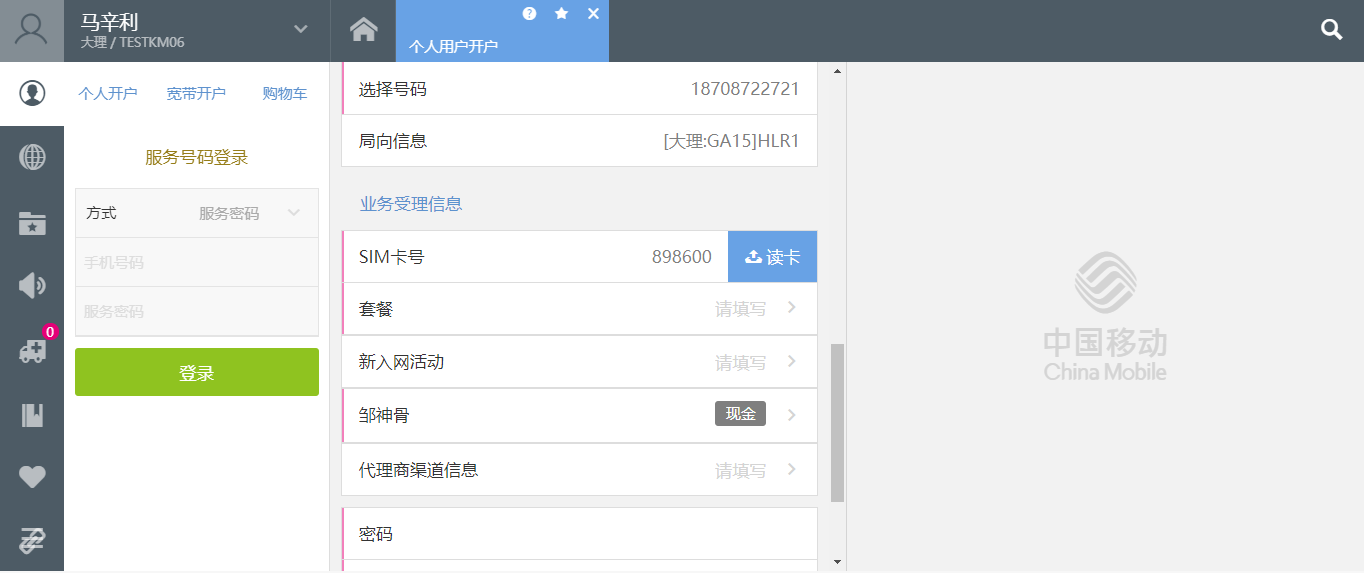 马辛利
大理 / TESTKM06
个人用户开户
个人开户
宽带开户
购物车
服务号码登录
方式 服务密码
手机号码
服务密码
登录
0
选择号码 18708722721
局向信息 [大理:GA15]HLR1
业务受理信息
SIM卡号 898600 读卡
套餐 请填写
新入网活动 请填写
邹神骨 现金
代理商渠道信息 请填写
密码
中国移动
China Mobile